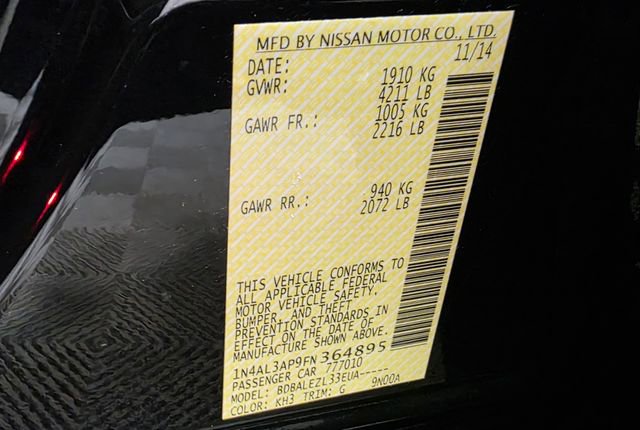 MFD BY NISSAN MOTOR CO., LTD.
DATE: 11/14
GVWR: 1910 KG
4211 LB
GAWR FR.: 1005 KG
2216 LB
GAWR RR.: 940 KG
2072 LB
THIS VEHICLE CONFORMS TO
ALL APPLICABLE FEDERAL
MOTOR VEHICLE SAFETY,
BUMPER, AND THEFT
PREVENTION STANDARDS IN
EFFECT ON THE DATE OF
MANUFACTURE SHOWN ABOVE.
1N4AL3AP9FN364895
PASSENGER CAR 777010
MODEL: BDBALEZL33EUA-----
COLOR: KH3 TRIM: G 9N00A